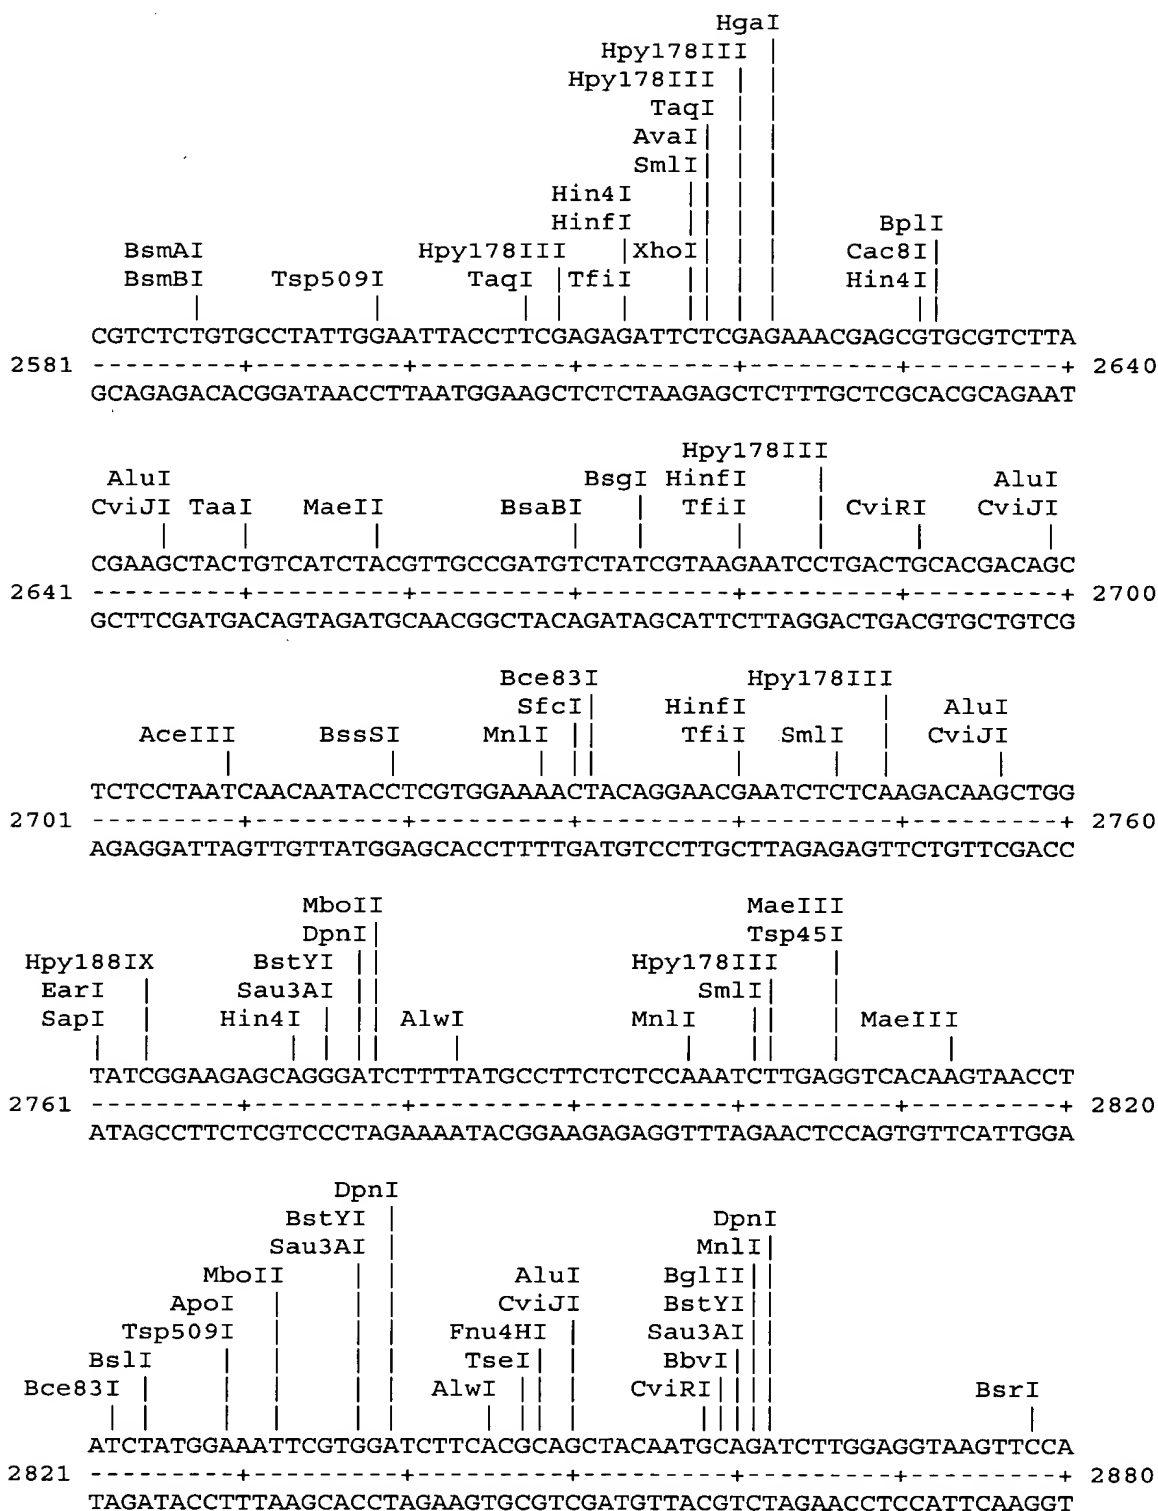 HgaI
Hpy178III
Hpy178III
TaqI
AvaI
SmlI
Hin4I
HinfI BplI
BsmAI Hpy178III XhoI Cac8I
BsmBI Tsp509I TaqI TfiI Hin4I
CGTCTCTGTGCCTATTGGAATTACCTTCGAGAGATTCTCGAGAAACGAGCGTGCGTCTTA
2581 ---------+---------+---------+---------+---------+---------+ 2640
GCAGAGACACGGATAACCTTAATGGAAGCTCTCTAAGAGCTCTTTGCTCGCACGCAGAAT
Hpy178III
AluI BsgI HinfI AluI
CviJI TaaI MaeII BsaBI TfiI CviRI CviJI
CGAAGCTACTGTCATCTACGTTGCCGATGTCTATCGTAAGAATCCTGACTGCACGACAGC
2641 ---------+---------+---------+---------+---------+---------+ 2700
GCTTCGATGACAGTAGATGCAACGGCTACAGATAGCATTCTTAGGACTGACGTGCTGTCG
Bce83I Hpy178III
SfcI HinfI AluI
AceIII BssSI MnlI TfiI SmlI CviJI
TCTCCTAATCAACAATACCTCGTGGAAAACTACAGGAACGAATCTCTCAAGACAAGCTGG
2701 ---------+---------+---------+---------+---------+---------+ 2760
AGAGGATTAGTTGTTATGGAGCACCTTTTGATGTCCTTGCTTAGAGAGTTCTGTTCGACC
MboII MaeIII
DpnI Tsp45I
Hpy188IX BstYI Hpy178III
EarI Sau3AI SmlI
SapI Hin4I AlwI MnlI MaeIII
TATCGGAAGAGCAGGGATCTTTTATGCCTTCTCTCCAAATCTTGAGGTCACAAGTAACCT
2761 ---------+---------+---------+---------+---------+---------+ 2820
ATAGCCTTCTCGTCCCTAGAAAATACGGAAGAGAGGTTTAGAACTCCAGTGTTCATTGGA
DpnI
BstYI DpnI
Sau3AI MnlI
MboII AluI BglII
ApoI CviJI BstYI
Tsp509I Fnu4HI Sau3AI
BslI TseI BbvI
Bce83I AlwI CviRI BsrI
ATCTATGGAAATTCGTGGATCTTCACGCAGCTACAATGCAGATCTTGGAGGTAAGTTCCA
2821 ---------+---------+---------+---------+---------+---------+ 2880
TAGATACCTTTAAGCACCTAGAAGTGCGTCGATGTTACGTCTAGAACCTCCATTCAAGGT